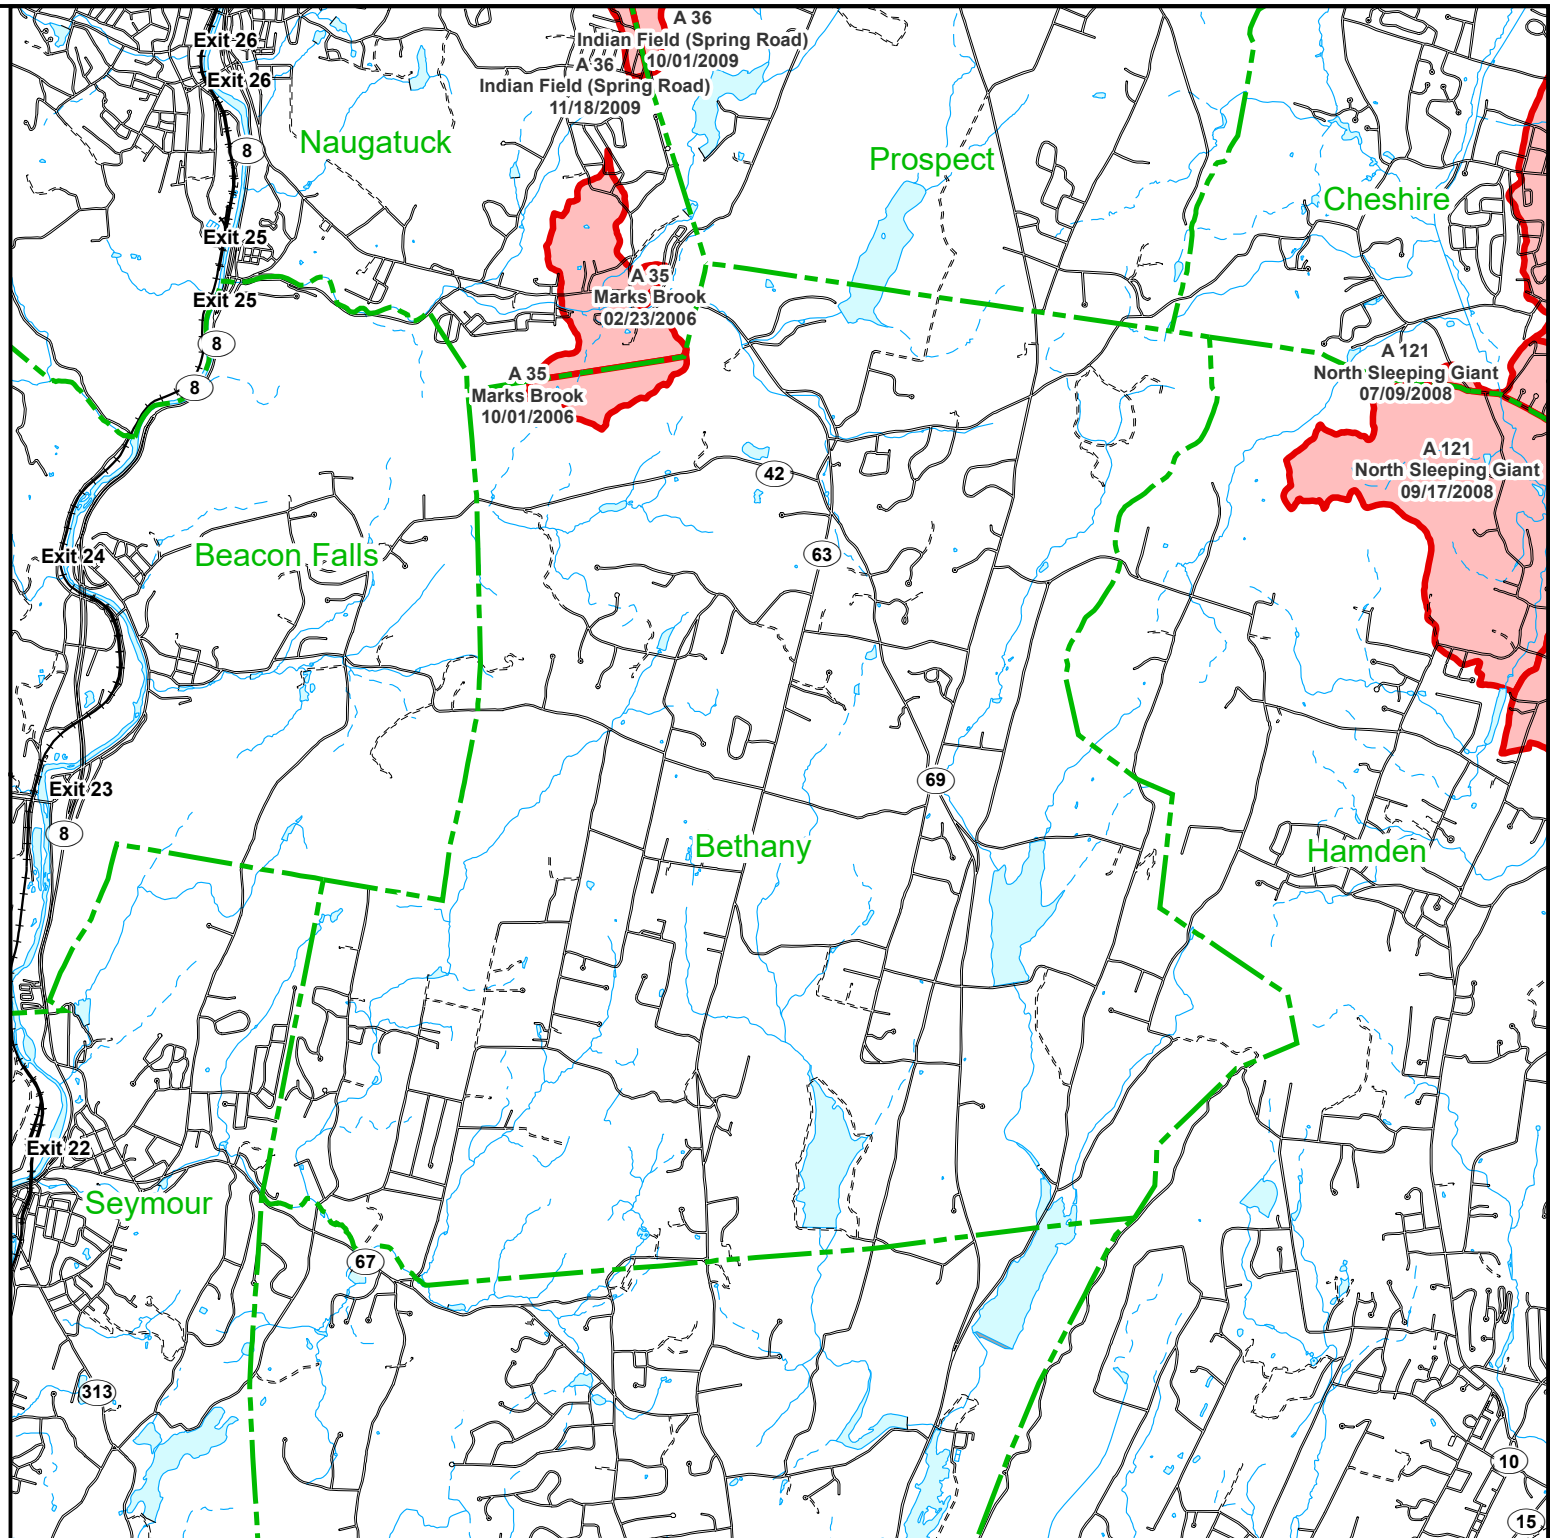 A 36
Indian Field (Spring Road)
10/01/2009
A 36
Indian Field (Spring Road)
11/18/2009
Exit 26
Exit 26
Naugatuck
8
Prospect
Cheshire
Exit 25
A 35
Marks Brook
02/23/2006
Exit 25
8
A 121
North Sleeping Giant
07/09/2008
A 35
Marks Brook
10/01/2006
8
A 121
North Sleeping Giant
09/17/2008
42
63
Exit 24
Beacon Falls
69
Exit 23
8
Bethany
Hamden
Exit 22
Seymour
67
313
10
15